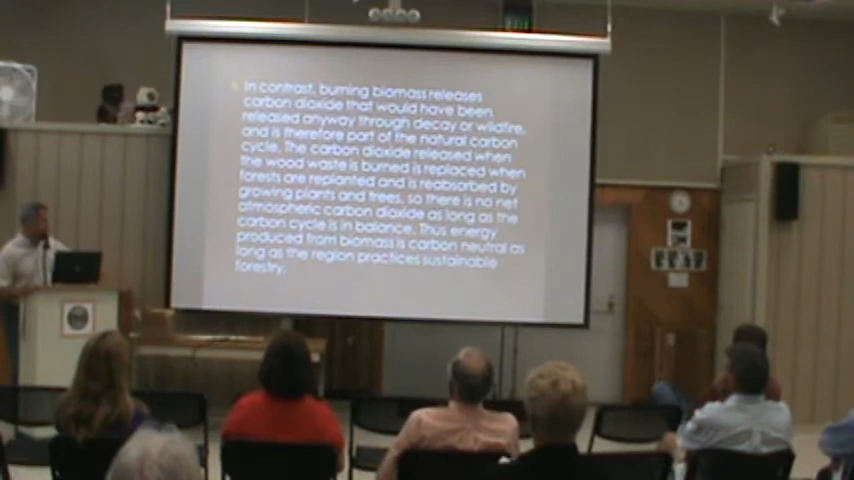 In contrast, burning biomass releases
carbon dioxide that would have been
released anyway through decay or wildfire,
and is therefore part of the natural carbon
cycle. The carbon dioxide released when
the wood waste is burned is replaced when
forests are replanted and is reabsorbed by
growing plants and trees, so there is no net
atmospheric carbon dioxide as long as the
carbon cycle is in balance. Thus energy
produced from biomass is carbon neutral as
long as the region practices sustainable
forestry.